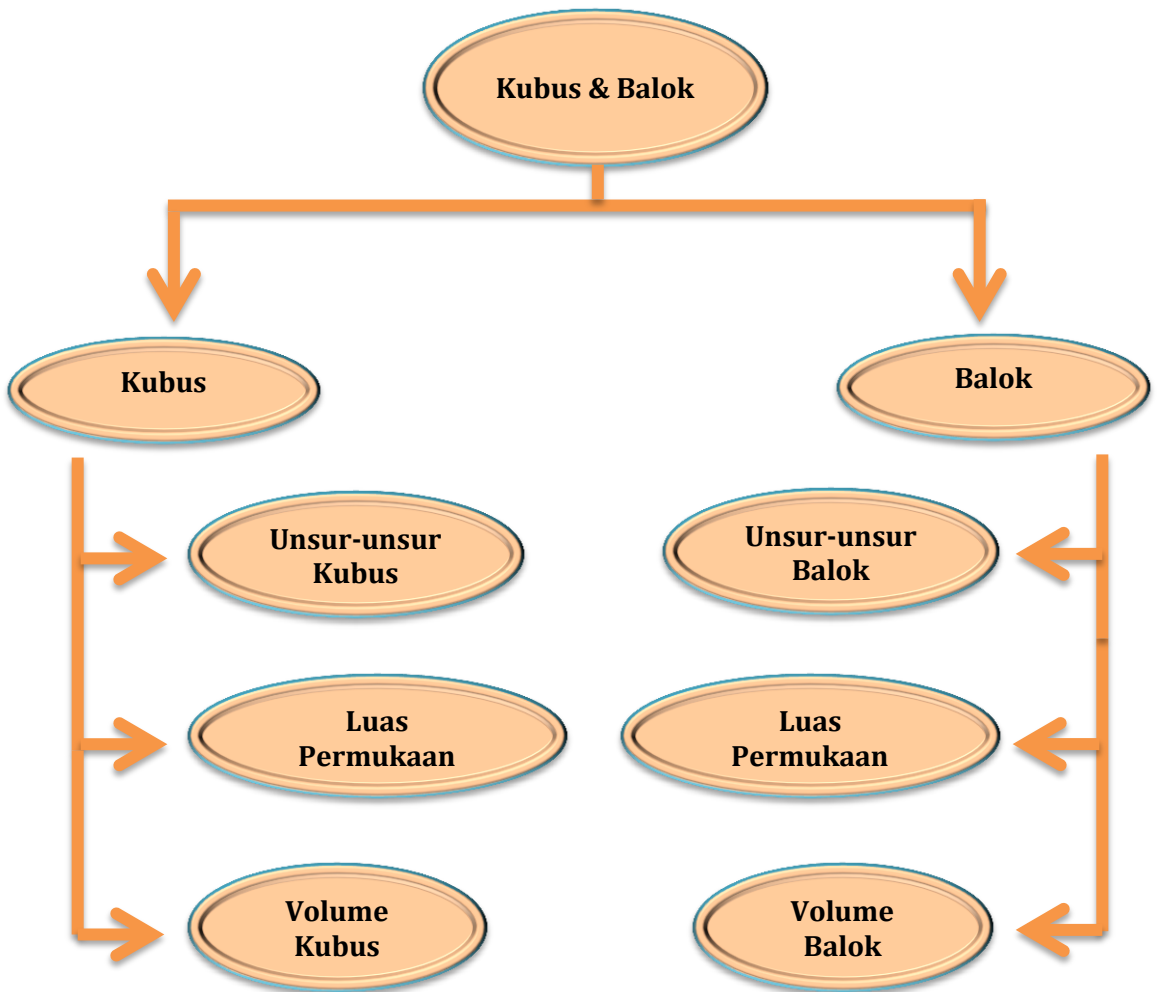 Kubus & Balok
Kubus
Balok
Unsur-unsur
Kubus
Unsur-unsur
Balok
Luas
Permukaan
Luas
Permukaan
Volume
Kubus
Volume
Balok